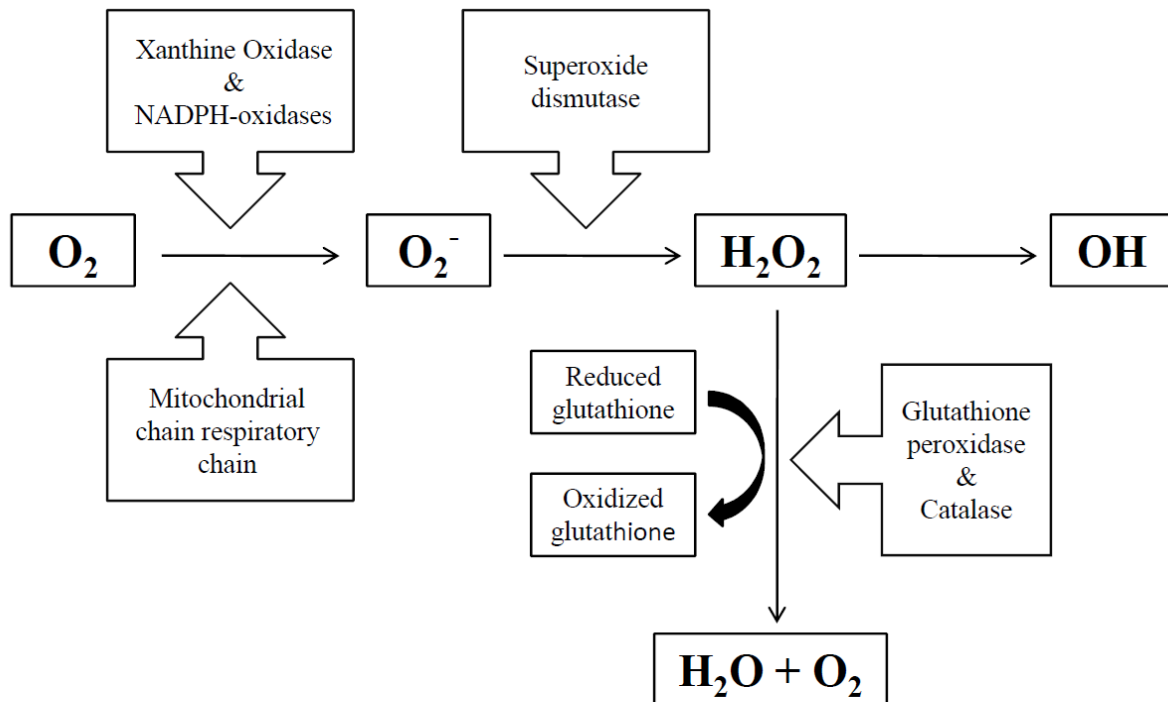 Xanthine Oxidase
&
NADPH-oxidases
Superoxide
dismutase
O₂
O₂⁻
H₂O₂
OH
Mitochondrial
chain respiratory
chain
Reduced
glutathione
Glutathione
peroxidase
&
Catalase
Oxidized
glutathione
H₂O + O₂